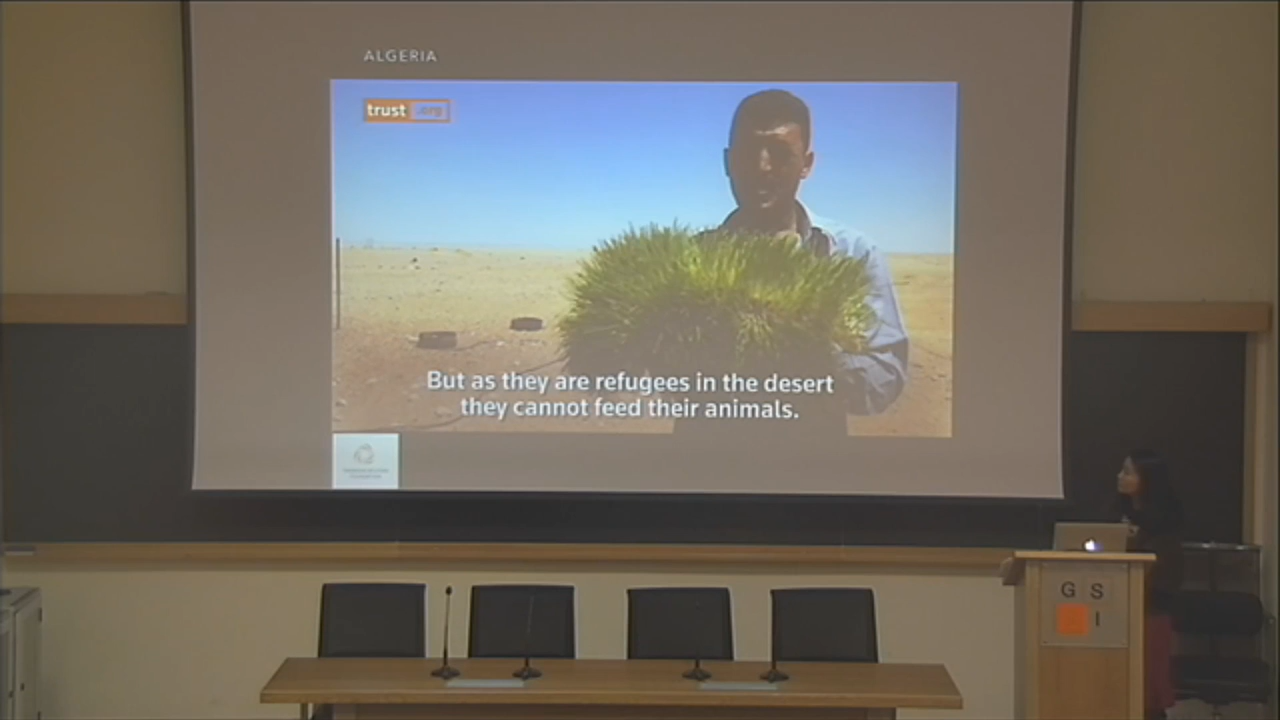 ALGERIA
trust.org
But as they are refugees in the desert
they cannot feed their animals.
G S
I